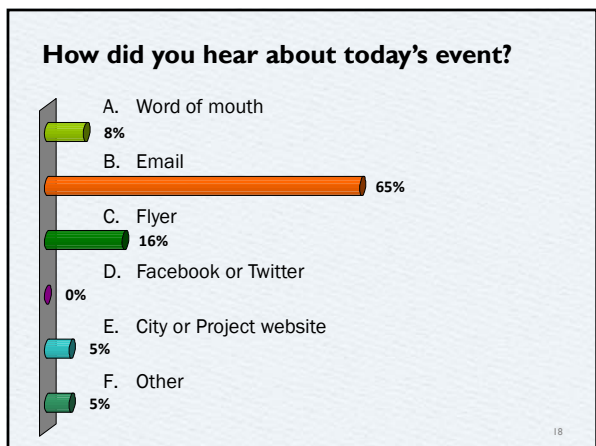 How did you hear about today's event?
A. Word of mouth
8%
B. Email
65%
C. Flyer
16%
D. Facebook or Twitter
0%
E. City or Project website
5%
F. Other
5%
18